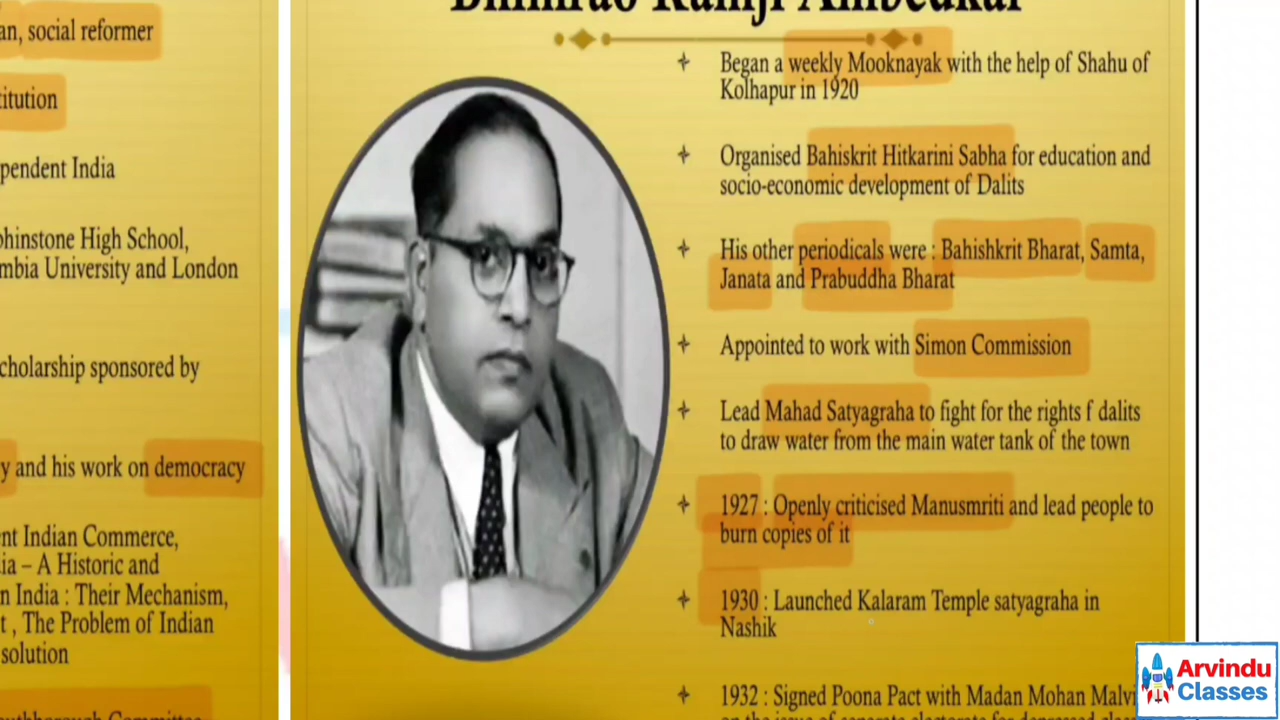 an, social reformer
titution
pendent India
phinstone High School,
mbia University and London
cholarship sponsored by
y and his work on democracy
ent Indian Commerce,
dia – A Historic and
n India : Their Mechanism,
t , The Problem of Indian
solution
Bhimrao Ramji Ambedkar
Began a weekly Mooknayak with the help of Shahu of
Kolhapur in 1920
Organised Bahiskrit Hitkarini Sabha for education and
socio-economic development of Dalits
His other periodicals were : Bahishkrit Bharat, Samta,
Janata and Prabuddha Bharat
Appointed to work with Simon Commission
Lead Mahad Satyagraha to fight for the rights f dalits
to draw water from the main water tank of the town
1927 : Openly criticised Manusmriti and lead people to
burn copies of it
1930 : Launched Kalaram Temple satyagraha in
Nashik
1932 : Signed Poona Pact with Madan Mohan Malvi
Arvindu
Classes